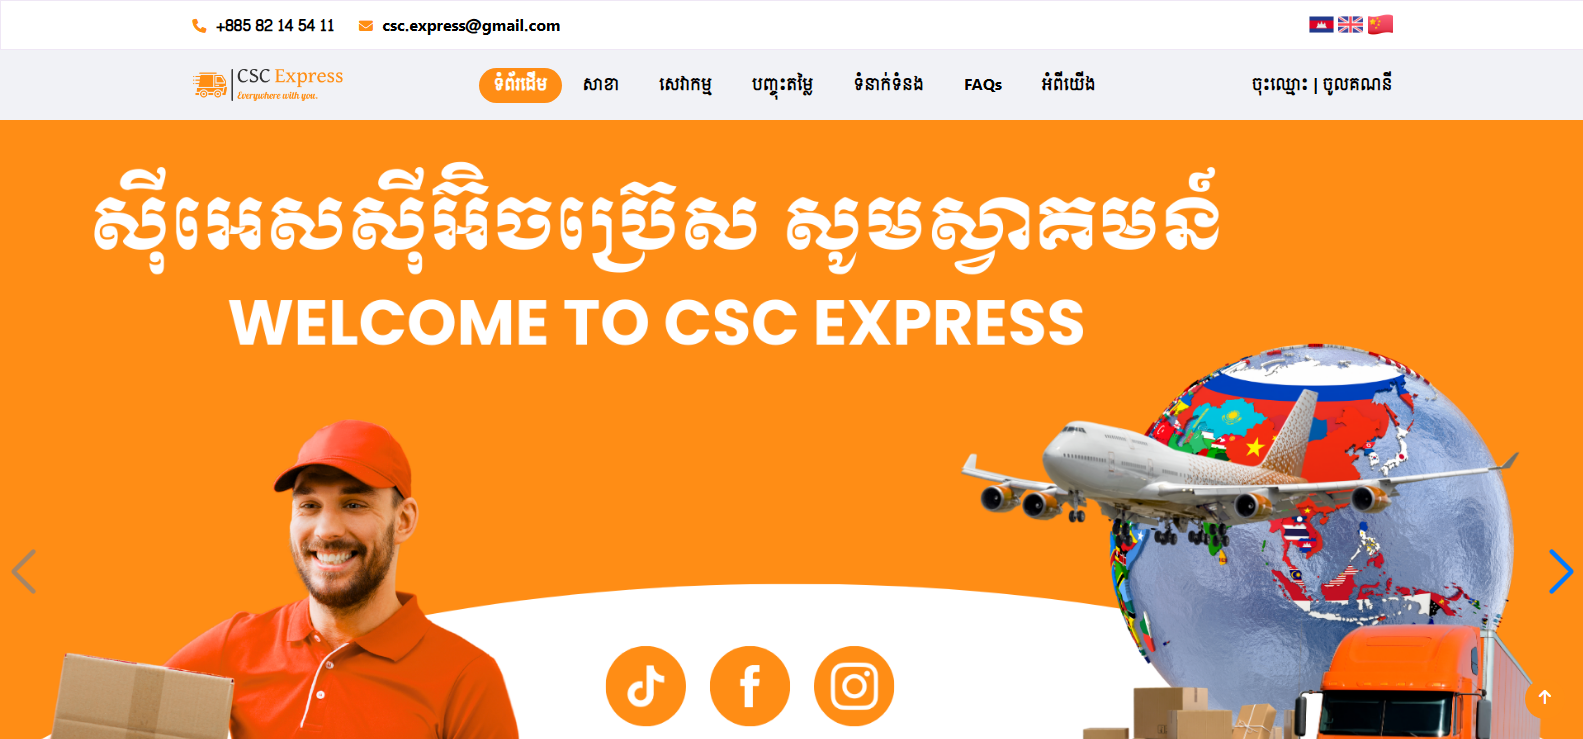 +885 82 14 54 11 csc.express@gmail.com
CSC Express
Everywhere with you.
ទំព័រដើម សាខា សេវាកម្ម បញ្ចុះតម្លៃ ទំនាក់ទំនង FAQs អំពីយើង ចុះឈ្មោះ | ចូលគណនី
ស៊ីអេសស៊ីអ៊ិចប្រ៊េស សូមស្វាគមន៍
WELCOME TO CSC EXPRESS